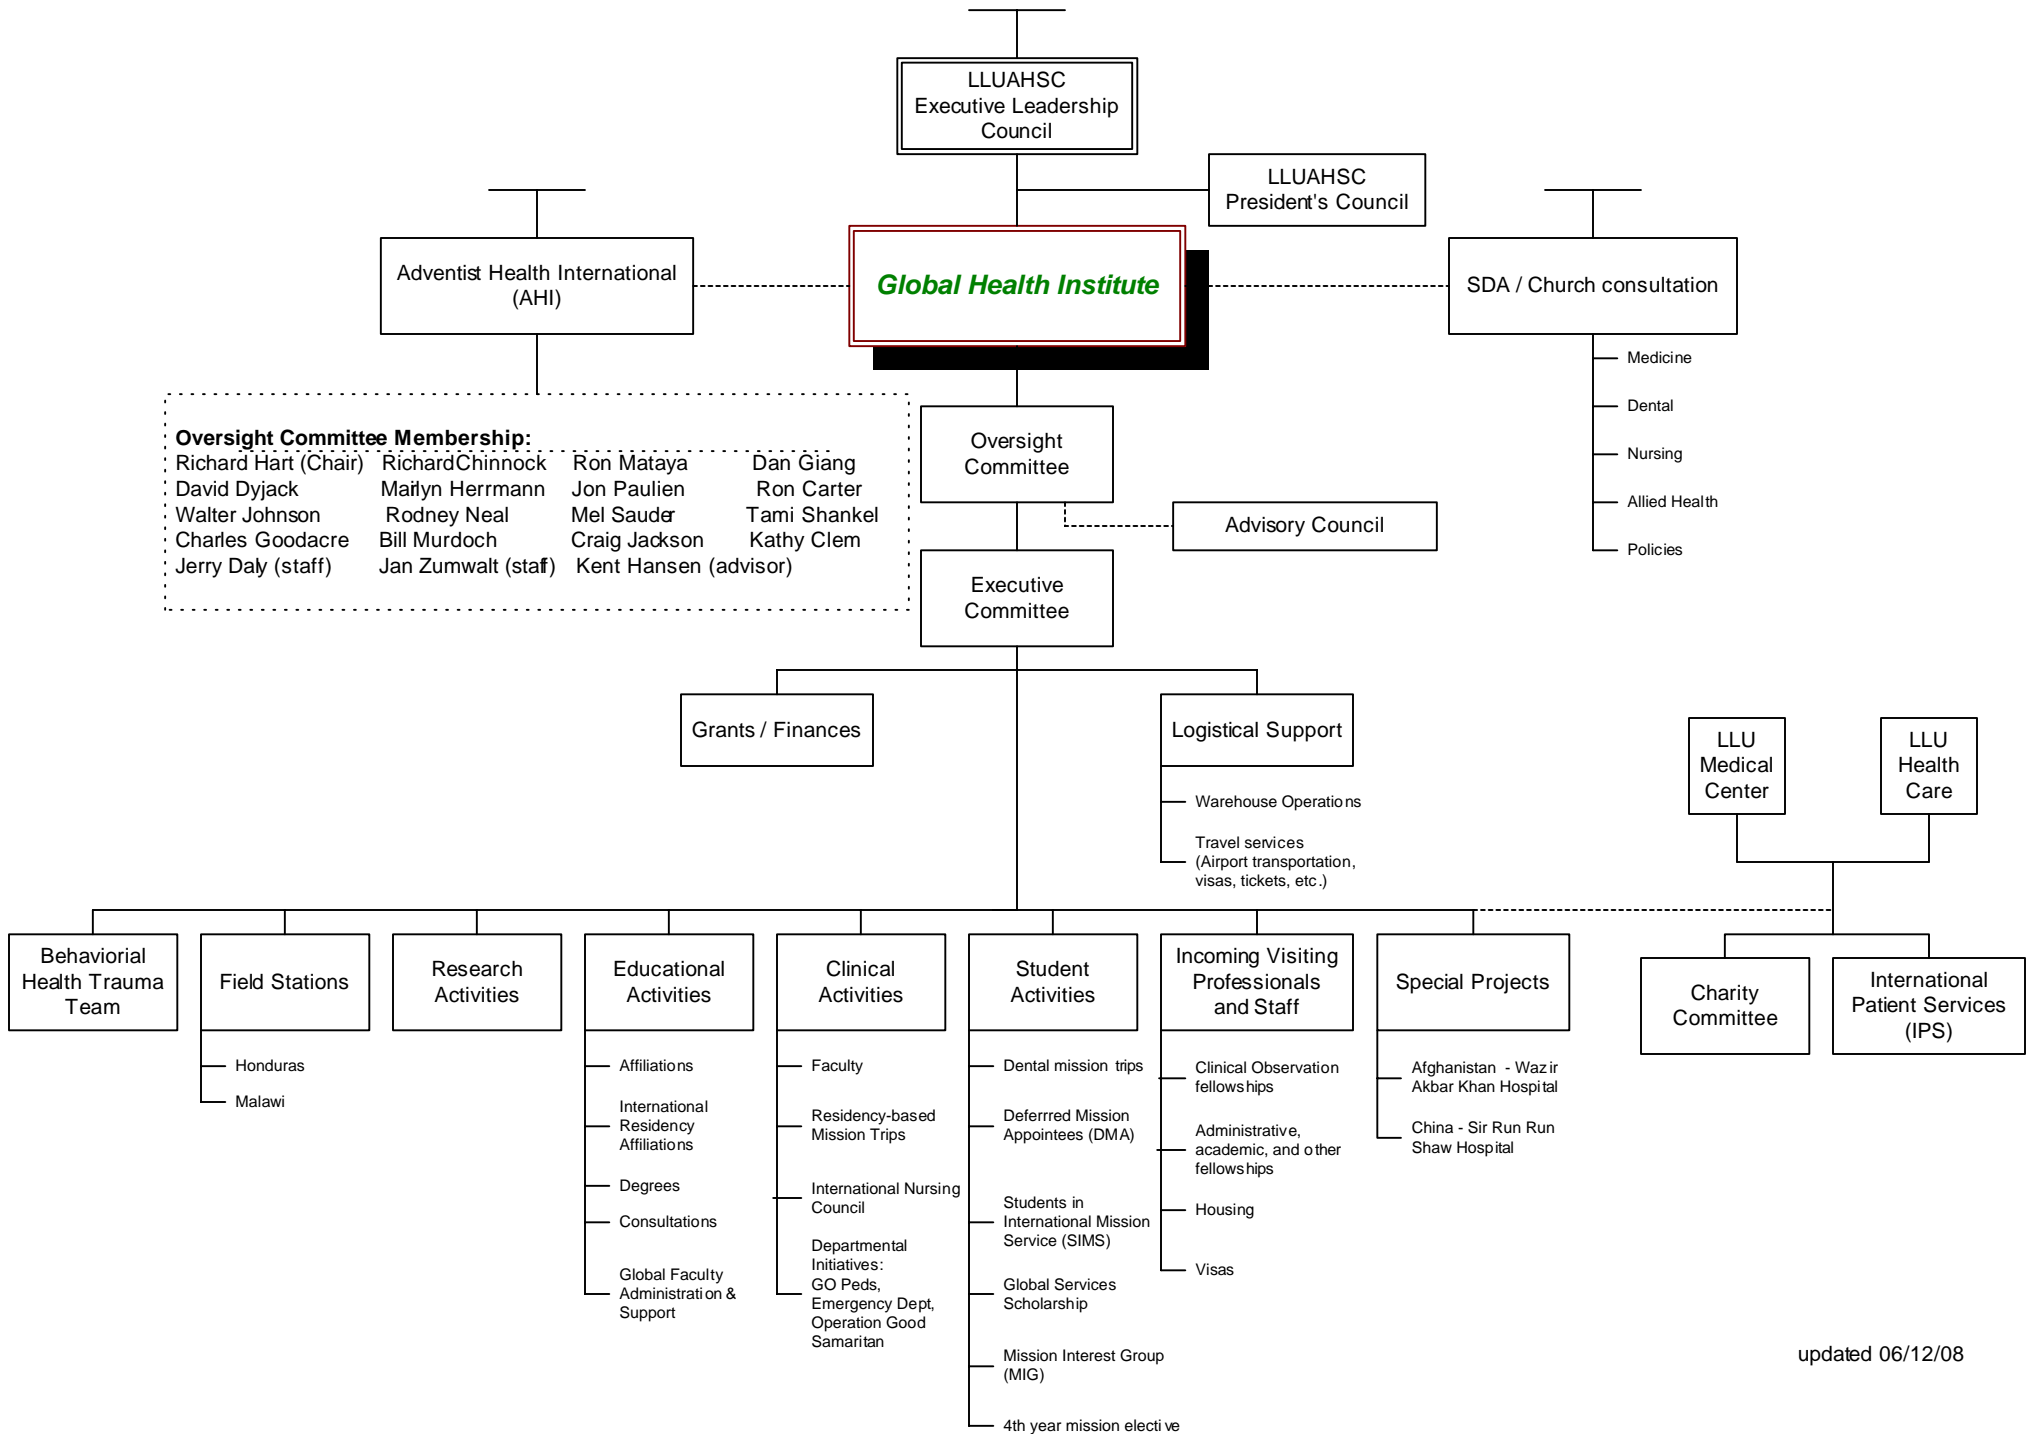 LLUAHSC
Executive Leadership
Council
LLUAHSC
President's Council
Adventist Health International
(AHI)
Global Health Institute
SDA / Church consultation
Medicine
Dental
Nursing
Allied Health
Policies
Oversight Committee Membership:
Richard Hart (Chair) Richard Chinnock Ron Mataya Dan Giang
David Dyjack Marilyn Herrmann Jon Paulien Ron Carter
Walter Johnson Rodney Neal Mel Sauder Tami Shankel
Charles Goodacre Bill Murdoch Craig Jackson Kathy Clem
Jerry Daly (staff) Jan Zumwalt (staff) Kent Hansen (advisor)
Oversight
Committee
Advisory Council
Executive
Committee
Grants / Finances
Logistical Support
Warehouse Operations
Travel services
(Airport transportation,
visas, tickets, etc.)
LLU
Medical
Center
LLU
Health
Care
Behaviorial
Health Trauma
Team
Field Stations
Honduras
Malawi
Research
Activities
Educational
Activities
Affiliations
International
Residency
Affiliations
Degrees
Consultations
Global Faculty
Administration &
Support
Clinical
Activities
Faculty
Residency-based
Mission Trips
International Nursing
Council
Departmental
Initiatives:
GO Peds,
Emergency Dept,
Operation Good
Samaritan
Student
Activities
Dental mission trips
Deferrred Mission
Appointees (DMA)
Students in
International Mission
Service (SIMS)
Global Services
Scholarship
Mission Interest Group
(MIG)
4th year mission elective
Incoming Visiting
Professionals
and Staff
Clinical Observation
fellowships
Administrative,
academic, and other
fellowships
Housing
Visas
Special Projects
Afghanistan - Wazir
Akbar Khan Hospital
China - Sir Run Run
Shaw Hospital
Charity
Committee
International
Patient Services
(IPS)
updated 06/12/08